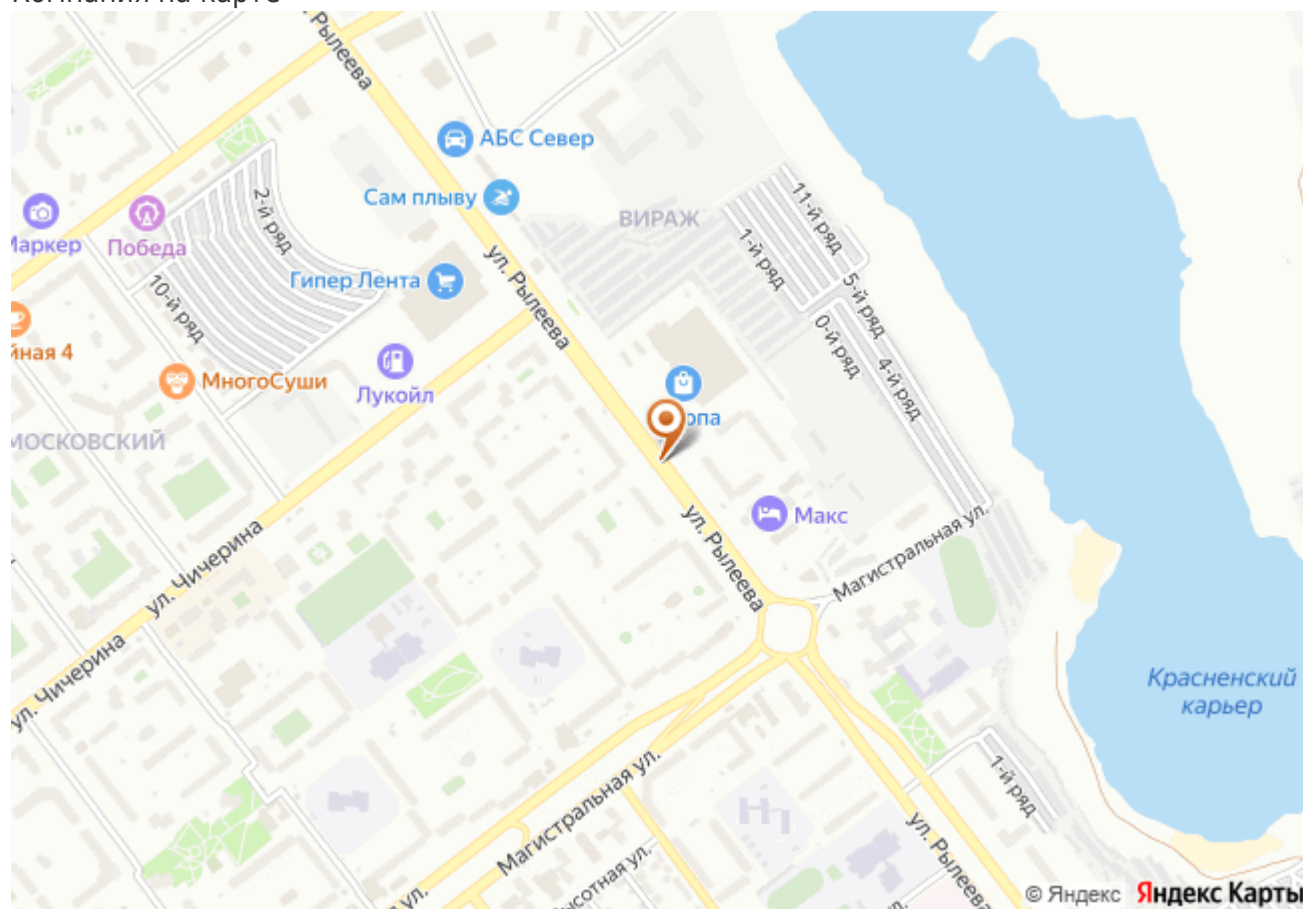 Рылеева
АБС Север
Сам плыву
ВИРАЖ
11-й ряд
2-й ряд
1-й ряд
Победа
ул. Рылеева
Гипер Лента
5-й ряд
10-й ряд
0-й ряд
4-й ряд
МногоСуши
Лукойл
МОСКОВСКИЙ
Макс
ул. Рылеева
Магистральная ул.
ул. Чичерина
ул. Чичерина
Красненский
карьер
1-й ряд
Магистральная ул.
ул. Рылеева
© Яндекс Яндекс Карты